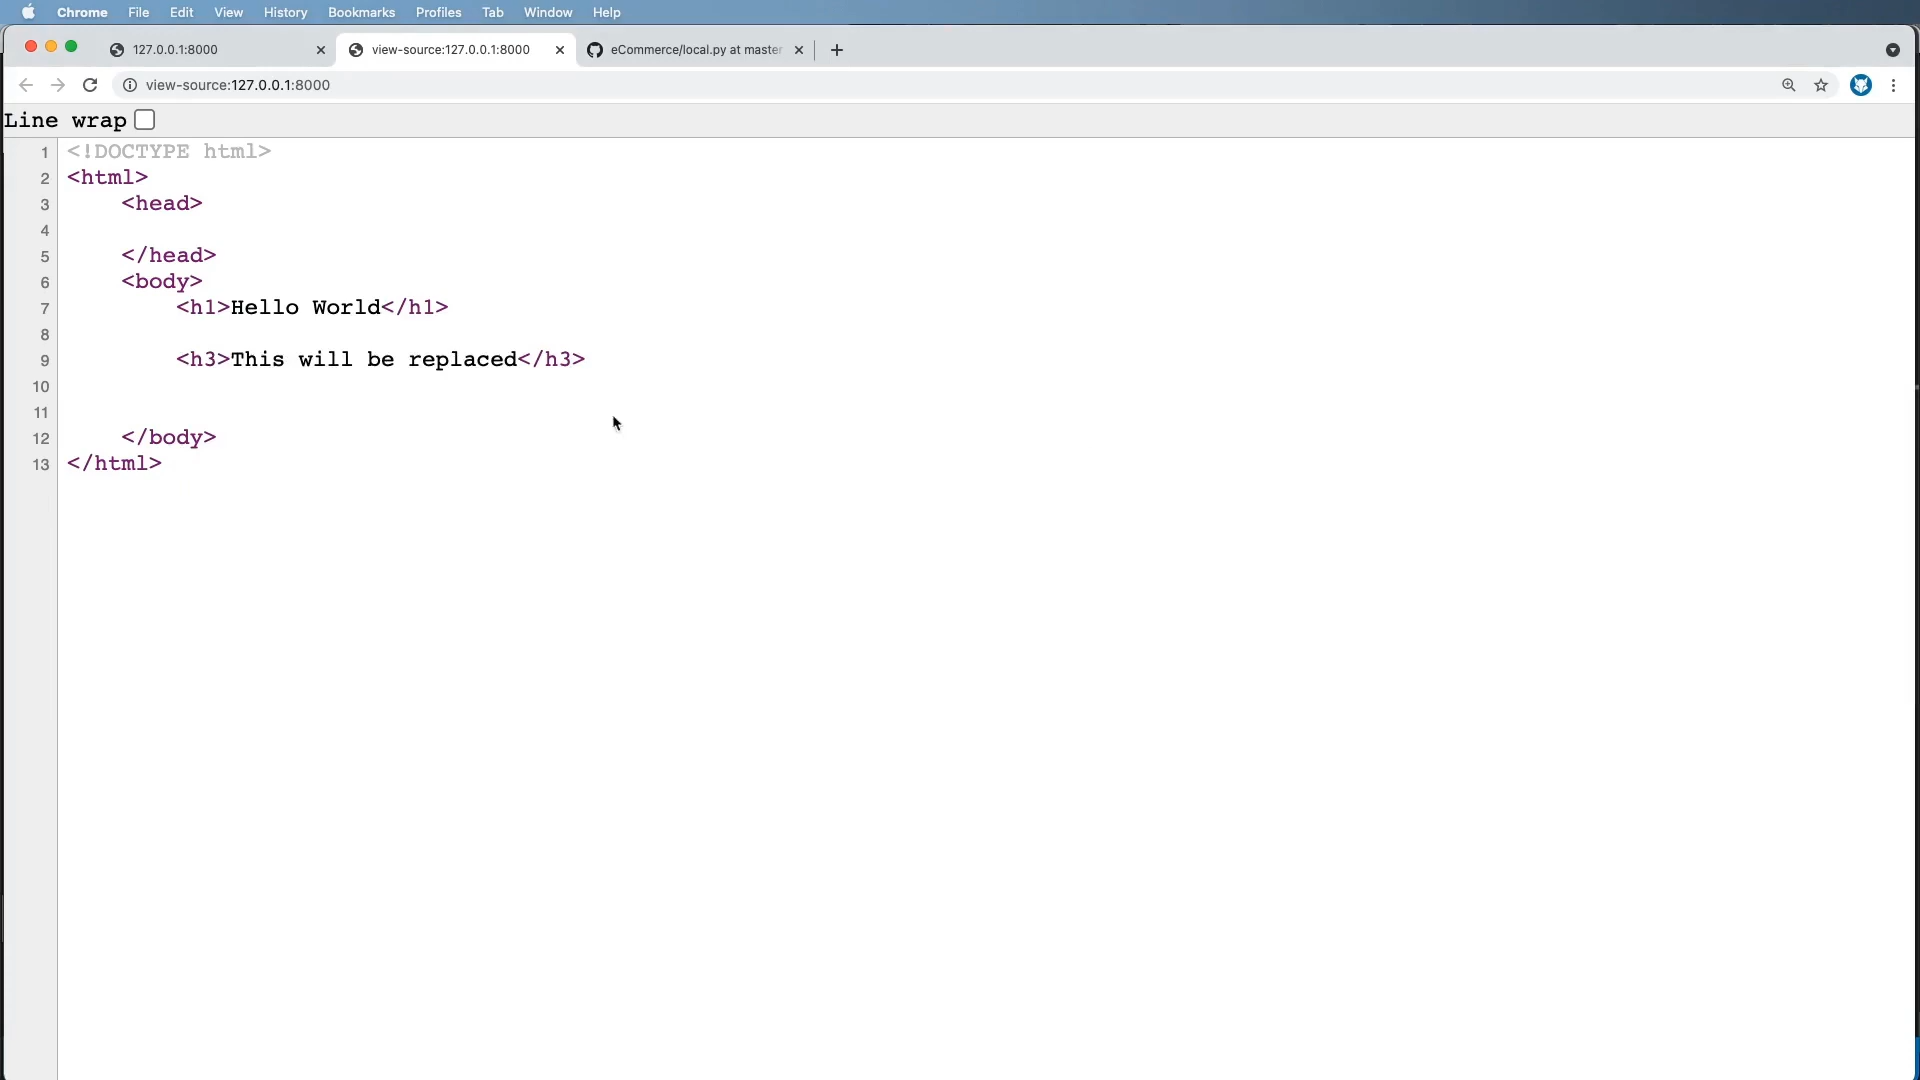 Chrome File Edit View History Bookmarks Profiles Tab Window Help
127.0.0.1:8000 view-source:127.0.0.1:8000 eCommerce/local.py at master
view-source:127.0.0.1:8000
Line wrap
1 <!DOCTYPE html>
2 <html>
3 <head>
4
5 </head>
6 <body>
7 <h1>Hello World</h1>
8
9 <h3>This will be replaced</h3>
10
11
12 </body>
13 </html>